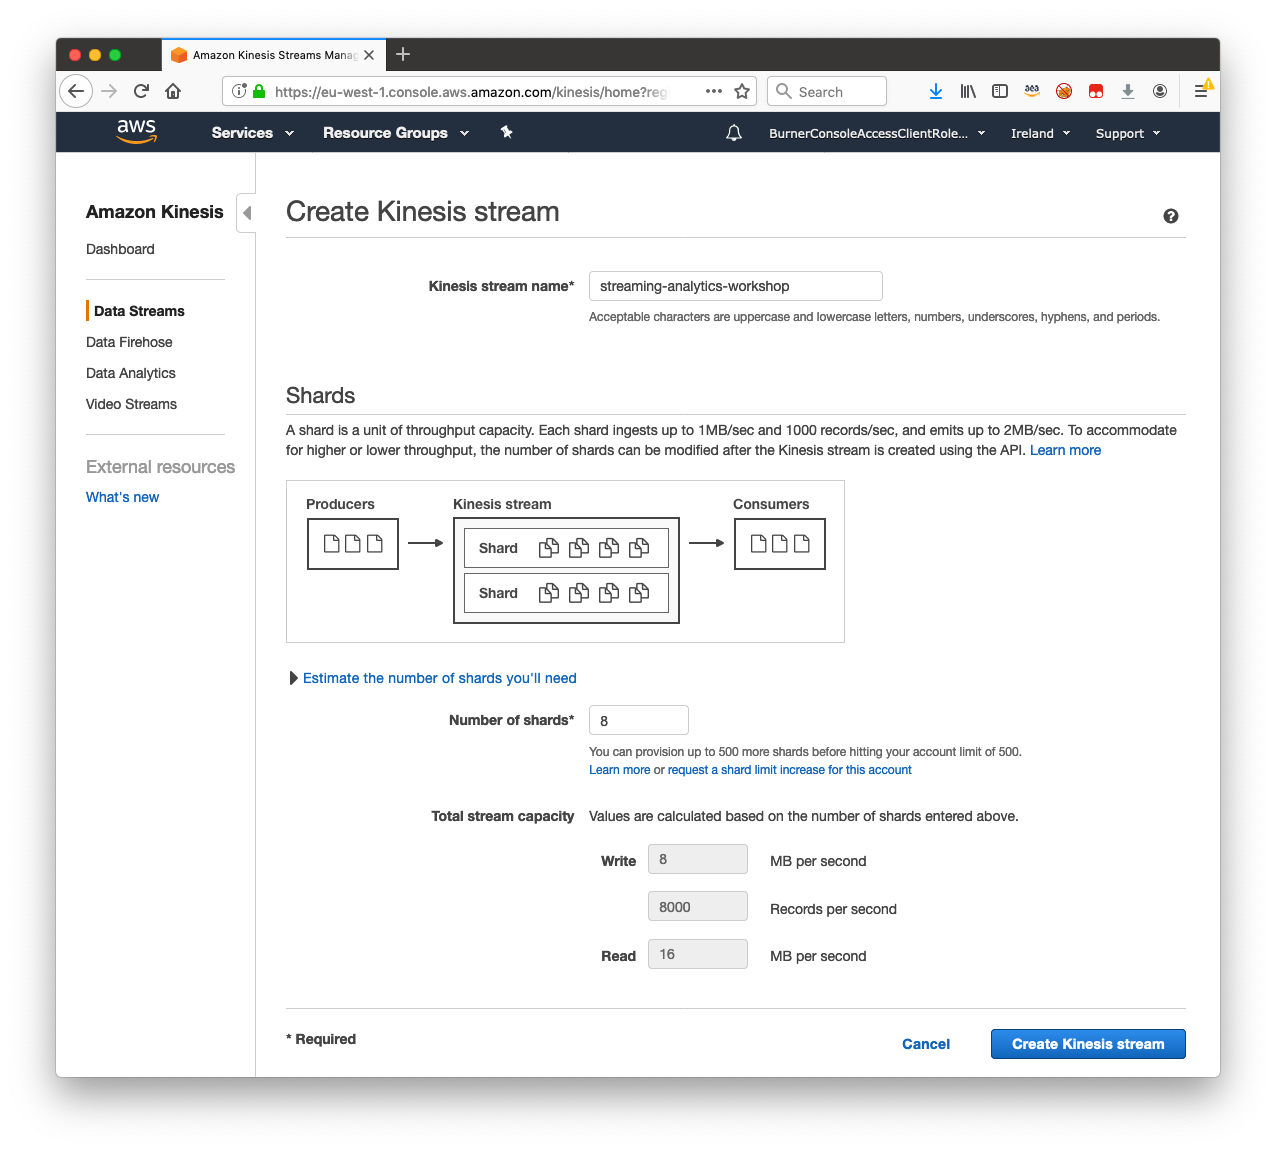 Amazon Kinesis Streams Manag
https://eu-west-1.console.aws.amazon.com/kinesis/home?reg
Search
aws
Services
Resource Groups
BurnerConsoleAccessClientRole...
Ireland
Support
Amazon Kinesis
Dashboard
Data Streams
Data Firehose
Data Analytics
Video Streams
External resources
What's new
Create Kinesis stream
Kinesis stream name*
streaming-analytics-workshop
Acceptable characters are uppercase and lowercase letters, numbers, underscores, hyphens, and periods.
Shards
A shard is a unit of throughput capacity. Each shard ingests up to 1MB/sec and 1000 records/sec, and emits up to 2MB/sec. To accommodate
for higher or lower throughput, the number of shards can be modified after the Kinesis stream is created using the API. Learn more
Producers
Kinesis stream
Consumers
Shard
Shard
Estimate the number of shards you'll need
Number of shards*
8
You can provision up to 500 more shards before hitting your account limit of 500.
Learn more or request a shard limit increase for this account
Total stream capacity
Values are calculated based on the number of shards entered above.
Write
8
MB per second
8000
Records per second
Read
16
MB per second
* Required
Cancel
Create Kinesis stream